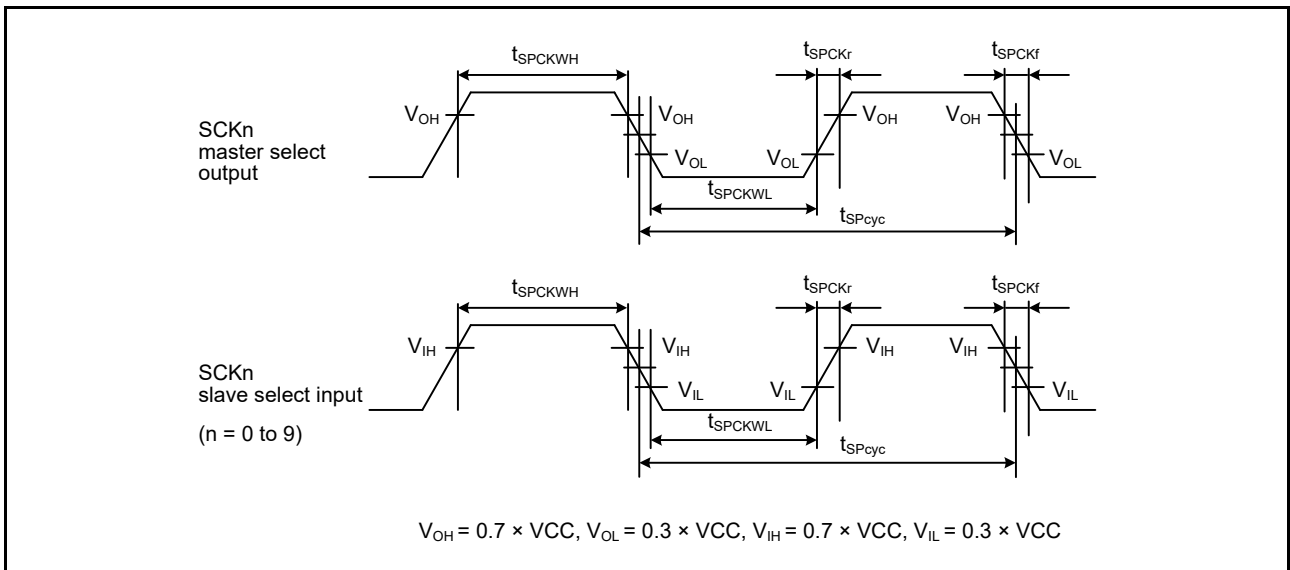 tSPCKWH
tSPCKr
tSPCKf
SCKn
master select
output
VOH
VOH
VOL
VOL
VOH
VOH
VOL
tSPCKWL
tSPcyc
tSPCKWH
tSPCKr
tSPCKf
SCKn
slave select input
(n = 0 to 9)
VIH
VIH
VIL
VIL
VIH
VIH
VIL
tSPCKWL
tSPcyc
VOH = 0.7 × VCC, VOL = 0.3 × VCC, VIH = 0.7 × VCC, VIL = 0.3 × VCC